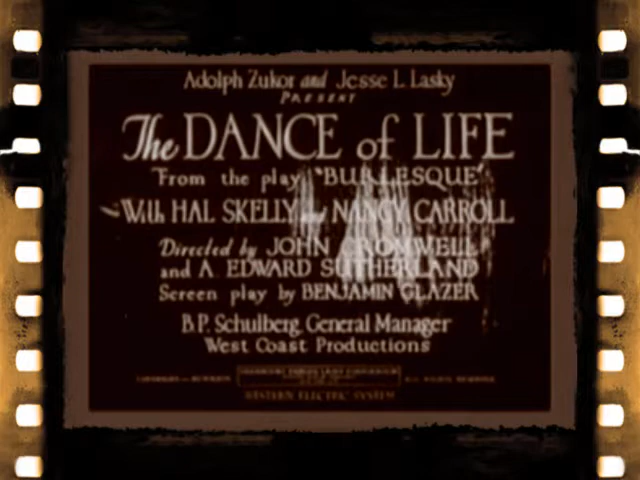 Adolph Zukor and Jesse L. Lasky
PRESENT
The DANCE of LIFE
From the play "BURLESQUE"
With HAL SKELLY and NANCY CARROLL
Directed by JOHN CROMWELL
and A. EDWARD SUTHERLAND
Screen play by BENJAMIN GLAZER
B.P. Schulberg, General Manager
West Coast Productions
WESTERN ELECTRIC SYSTEM